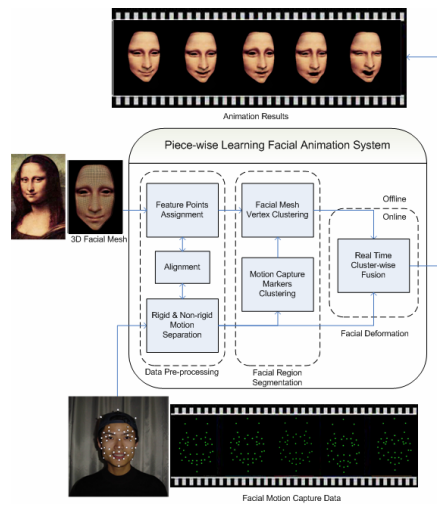 Animation Results
Piece-wise Learning Facial Animation System
Feature Points
Assignment
Facial Mesh
Vertex Clustering
Offline
Online
3D Facial Mesh
Alignment
Motion Capture
Markers
Clustering
Real Time
Cluster-wise
Fusion
Rigid & Non-rigid
Motion
Separation
Facial Deformation
Data Pre-processing
Facial Region
Segmentation
Facial Motion Capture Data